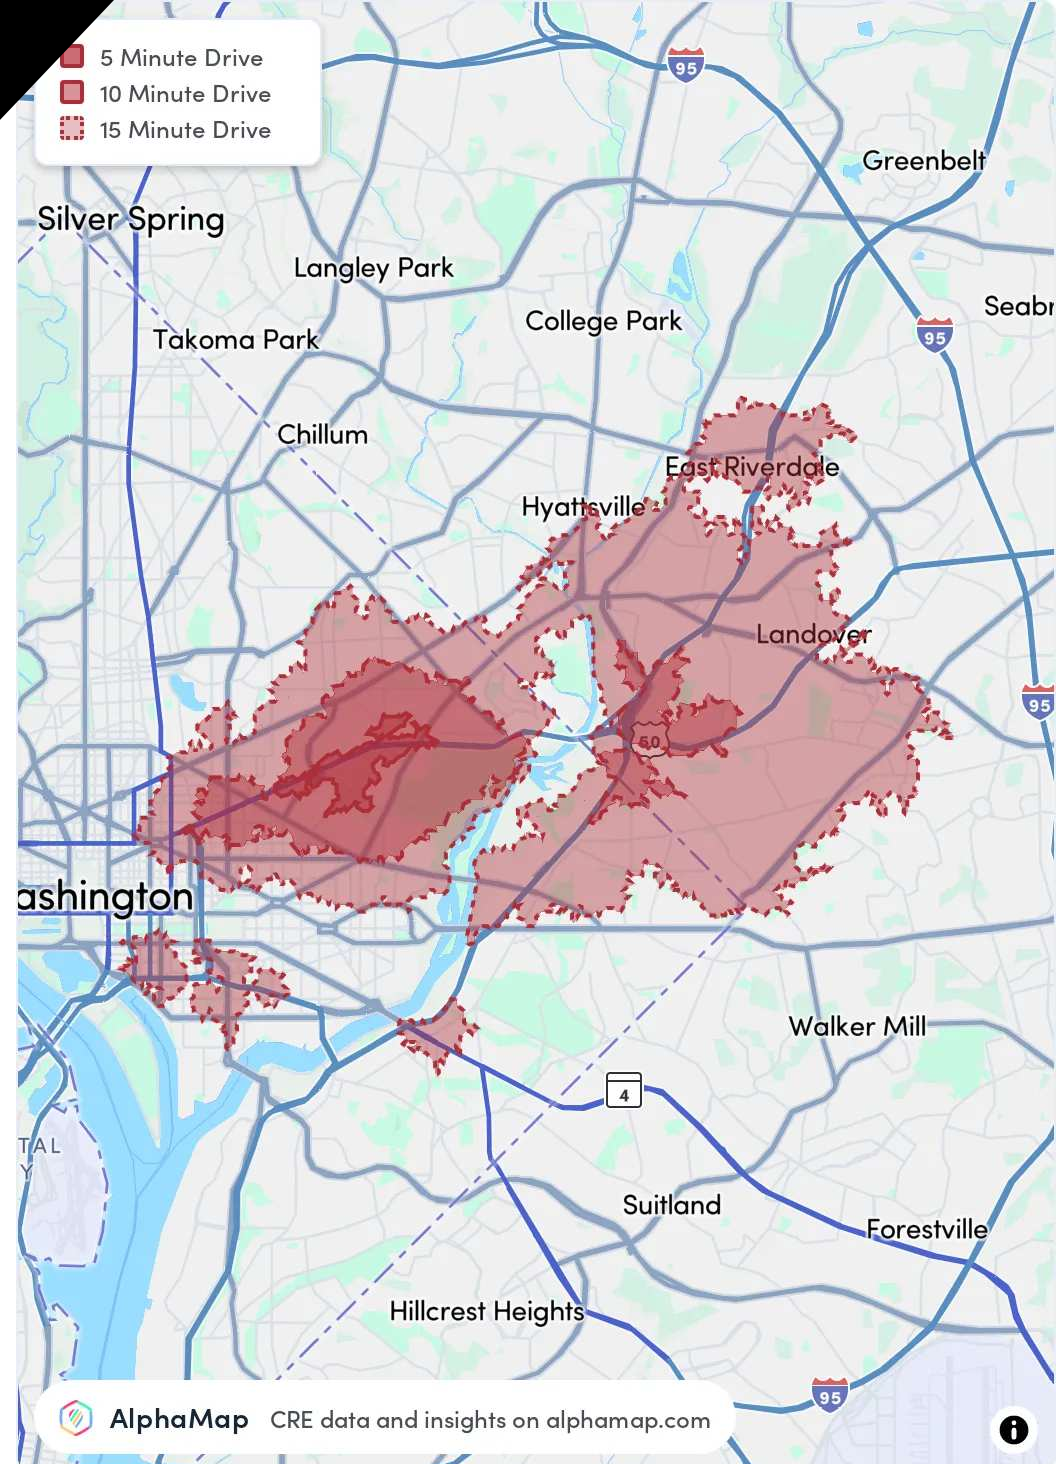 5 Minute Drive
10 Minute Drive
15 Minute Drive
95
Greenbelt
Silver Spring
Langley Park
Seabr
College Park
Takoma Park
95
Chillum
East Riverdale
Hyattsville
Landover
95
50
ashington
Walker Mill
4
TAL
Y
Suitland
Forestville
Hillcrest Heights
95
AlphaMap CRE data and insights on alphamap.com
i